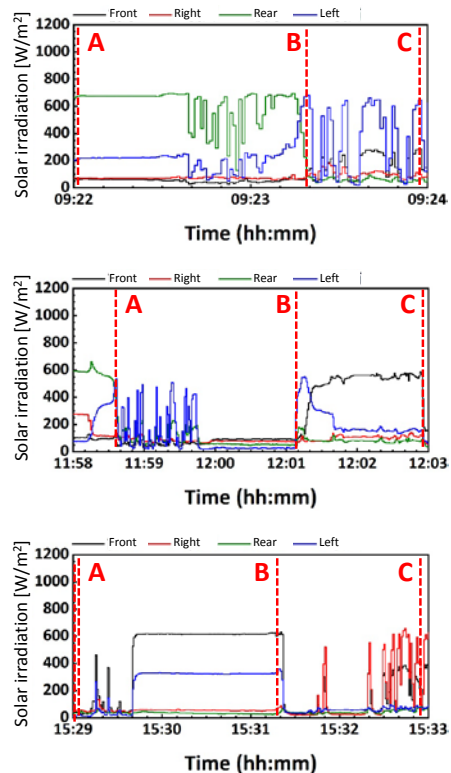 Front Right Rear Left
1200
1000
800
600
400
200
0
A B C
09:22 09:23 09:24
Solar irradiation [W/m²]
Time (hh:mm)
Front Right Rear Left
1200
1000
800
600
400
200
0
A B C
11:58 11:59 12:00 12:01 12:02 12:03
Solar irradiation [W/m²]
Time (hh:mm)
Front Right Rear Left
1200
1000
800
600
400
200
0
A B C
15:29 15:30 15:31 15:32 15:33
Solar irradiation [W/m²]
Time (hh:mm)